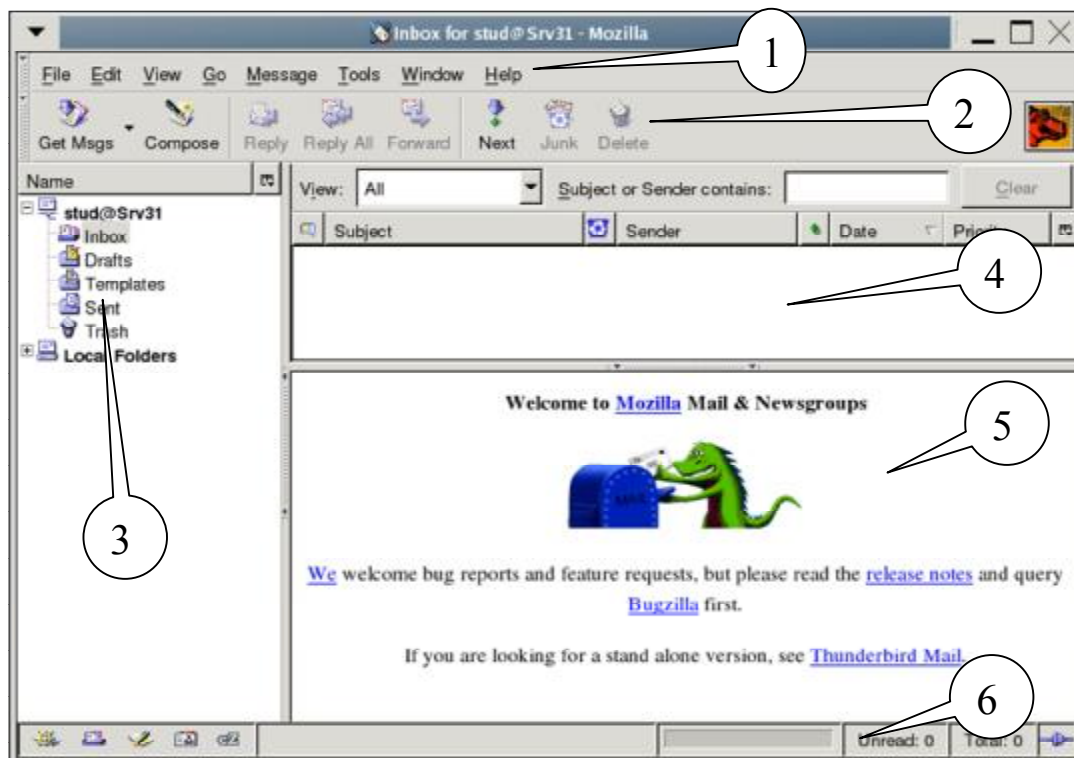 Inbox for stud@Srv31 - Mozilla
1
File Edit View Go Message Tools Window Help
2
Get Msgs Compose Reply Reply All Forward Next Junk Delete
Name
View: All Subject or Sender contains: Clear
stud@Srv31
Subject Sender Date
Inbox
Drafts
Templates
Sent
Trash
Local Folders
4
Welcome to Mozilla Mail & Newsgroups
5
MAIL
3
We welcome bug reports and feature requests, but please read the release notes and query
Bugzilla first.
If you are looking for a stand alone version, see Thunderbird Mail.
6
Unread: 0 Total: 0